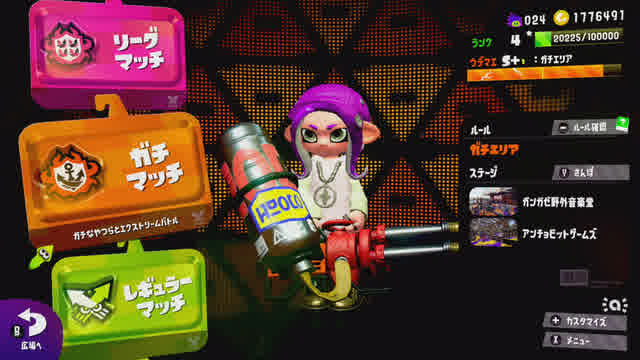 リーグ
マッチ
ガチ
マッチ
ガチなやつらとエクストリームバトル
レギュラー
マッチ
B
広場へ
024
1776491
ランク
4
20225/100000
ウデマエ S+ : ガチエリア
ルール
ルール確認
ガチエリア
ステージ
Y さんぽ
ガンガゼ野外音楽堂
アンチョビットゲームズ
+ カスタマイズ
X メニュー